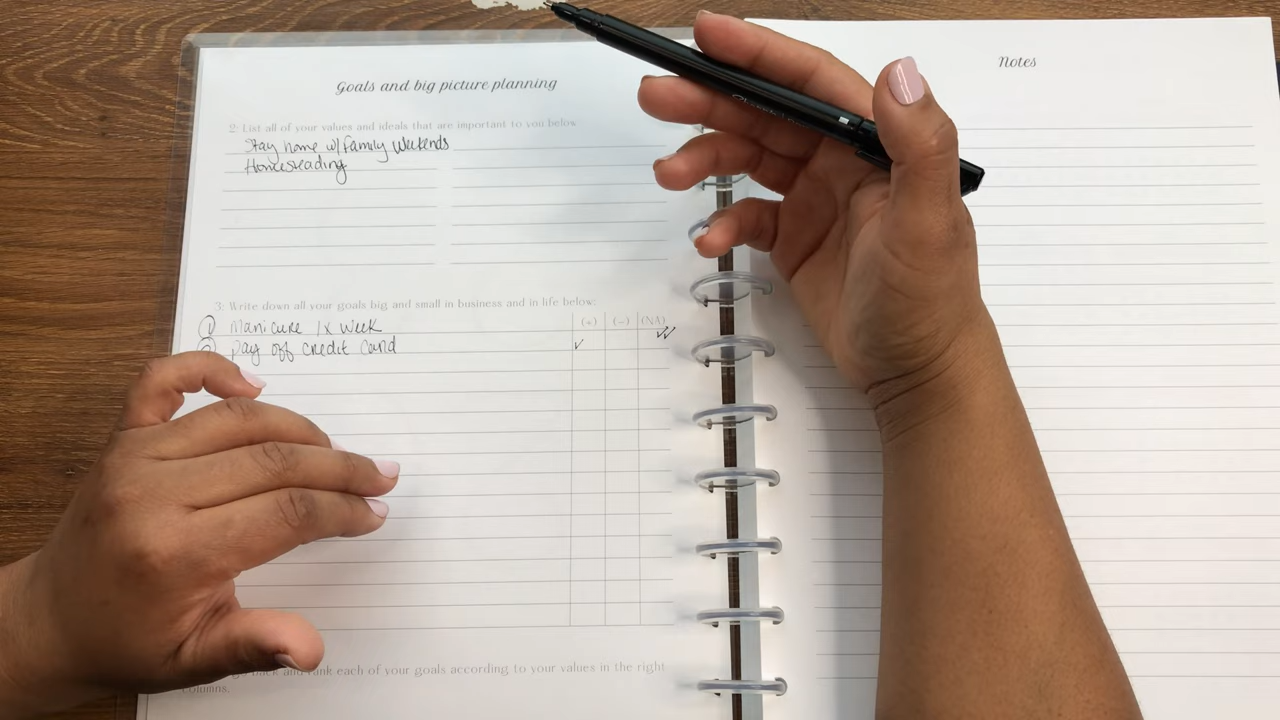 Goals and big picture planning
2: List all of your values and ideals that are important to you below
Stay home w/family Weekends
Homesteading
3: Write down all your goals big and small in business and in life below:
(+) (-) (NA)
① Manicure 1x week
② pay off credit card
back and rank each of your goals according to your values in the right
columns.
Notes